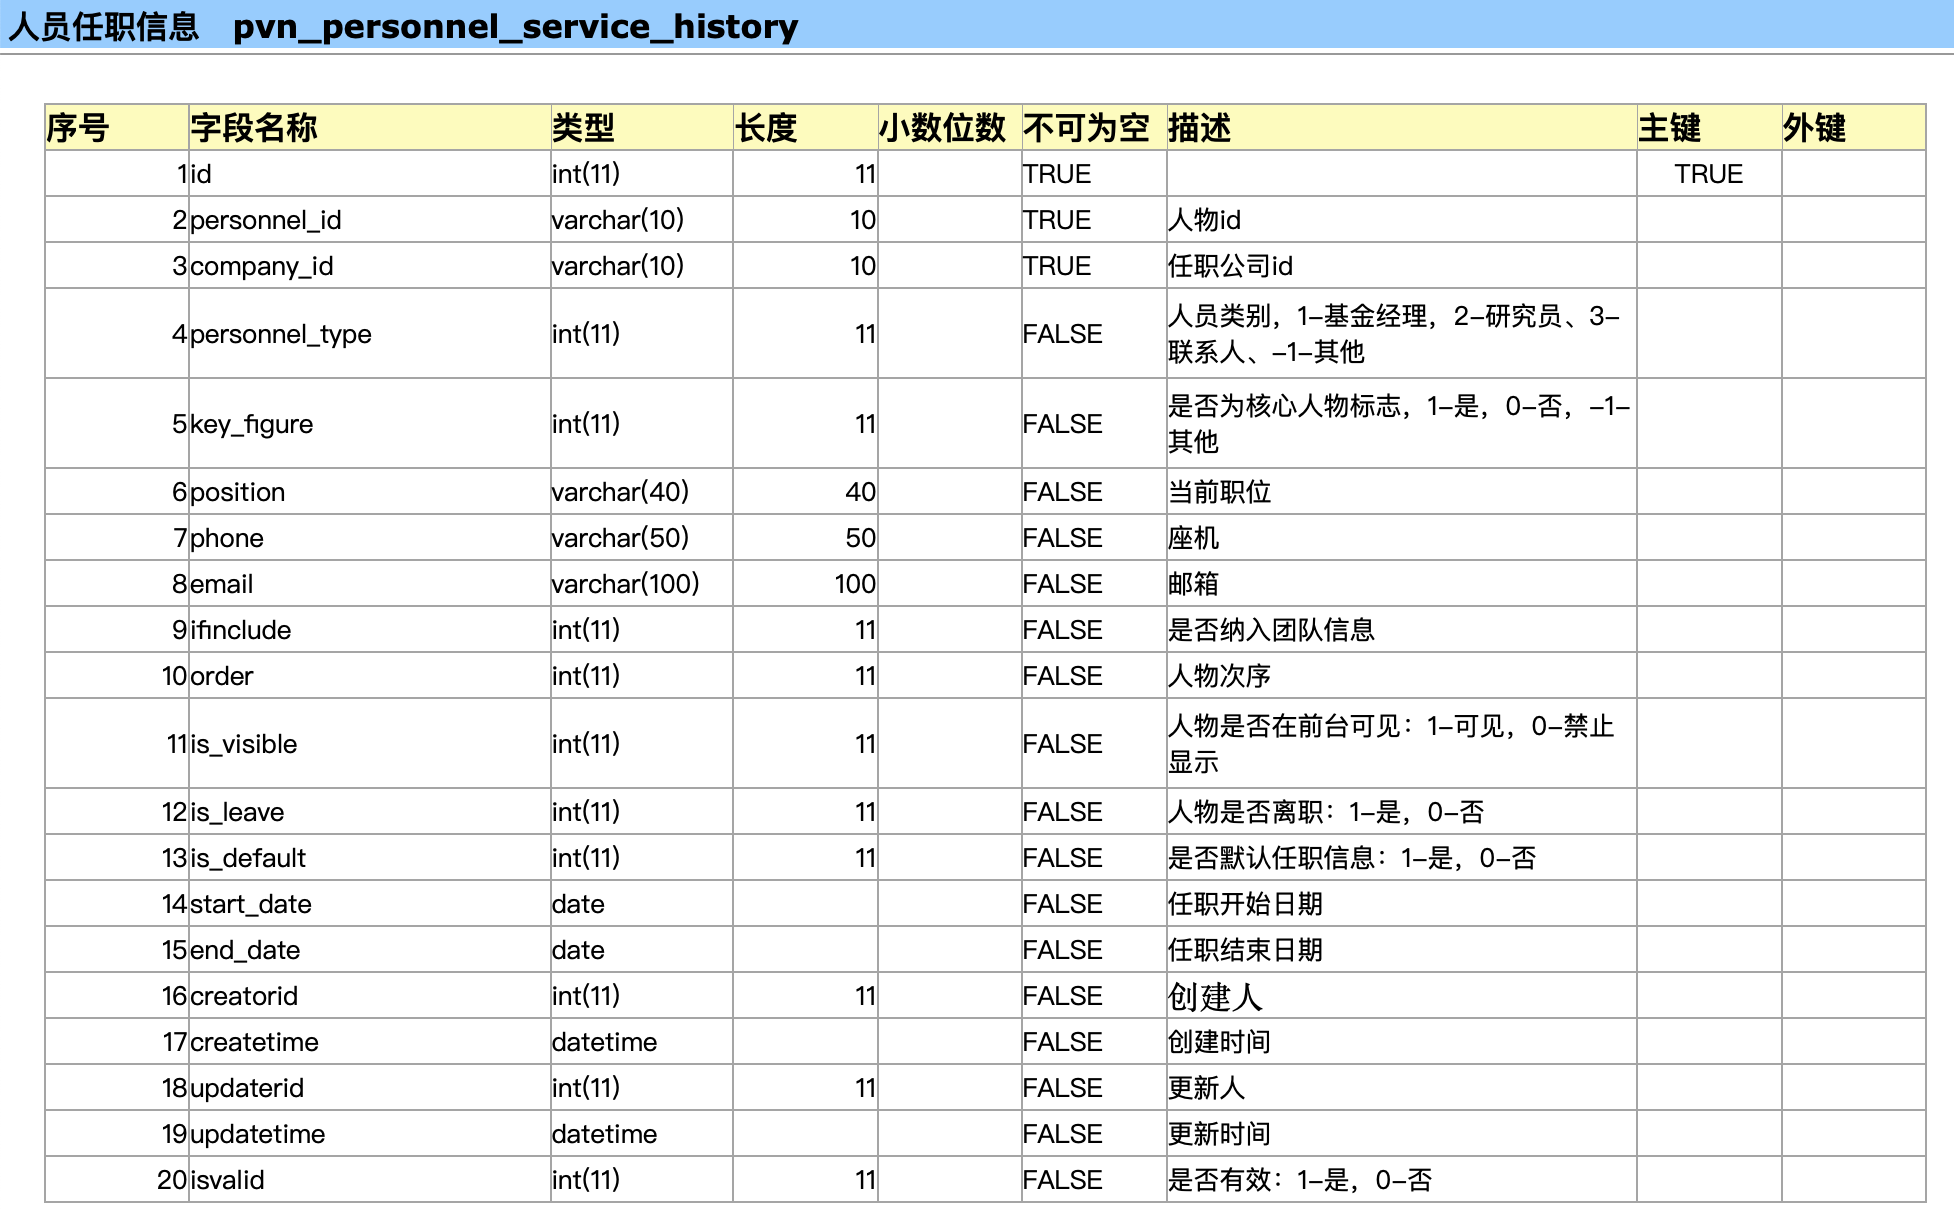 人员任职信息 pvn_personnel_service_history
序号 字段名称 类型 长度 小数位数 不可为空 描述 主键 外键
1 id int(11) 11 TRUE TRUE
2 personnel_id varchar(10) 10 TRUE 人物id
3 company_id varchar(10) 10 TRUE 任职公司id
4 personnel_type int(11) 11 FALSE 人员类别，1-基金经理，2-研究员、3-
联系人、-1-其他
5 key_figure int(11) 11 FALSE 是否为核心人物标志，1-是，0-否，-1-
其他
6 position varchar(40) 40 FALSE 当前职位
7 phone varchar(50) 50 FALSE 座机
8 email varchar(100) 100 FALSE 邮箱
9 ifinclude int(11) 11 FALSE 是否纳入团队信息
10 order int(11) 11 FALSE 人物次序
11 is_visible int(11) 11 FALSE 人物是否在前台可见：1-可见，0-禁止
显示
12 is_leave int(11) 11 FALSE 人物是否离职：1-是，0-否
13 is_default int(11) 11 FALSE 是否默认任职信息：1-是，0-否
14 start_date date FALSE 任职开始日期
15 end_date date FALSE 任职结束日期
16 creatorid int(11) 11 FALSE 创建人
17 createtime datetime FALSE 创建时间
18 updaterid int(11) 11 FALSE 更新人
19 updatetime datetime FALSE 更新时间
20 isvalid int(11) 11 FALSE 是否有效：1-是，0-否